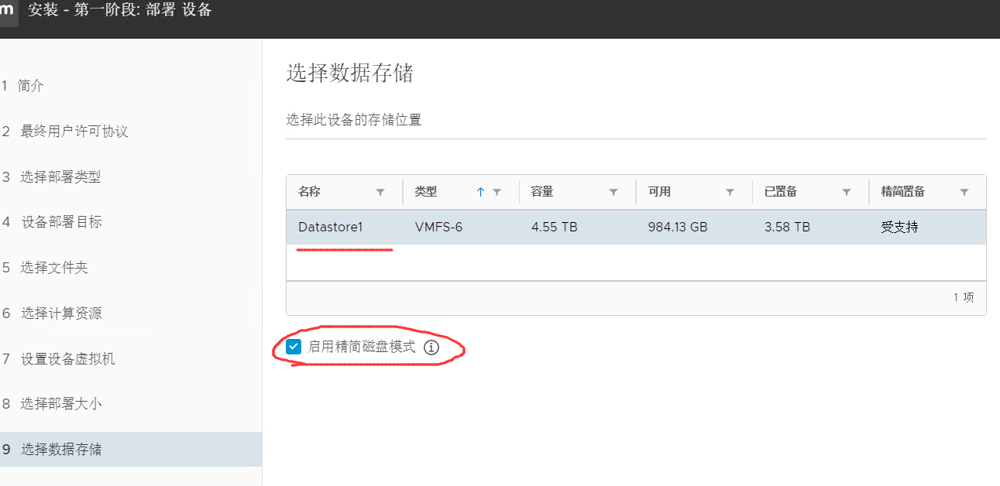 m 安装 - 第一阶段: 部署 设备
1 简介
2 最终用户许可协议
3 选择部署类型
4 设备部署目标
5 选择文件夹
6 选择计算资源
7 设置设备虚拟机
8 选择部署大小
9 选择数据存储
选择数据存储
选择此设备的存储位置
名称 类型 容量 可用 已置备 精简置备
Datastore1 VMFS-6 4.55 TB 984.13 GB 3.58 TB 受支持
1 项
启用精简磁盘模式